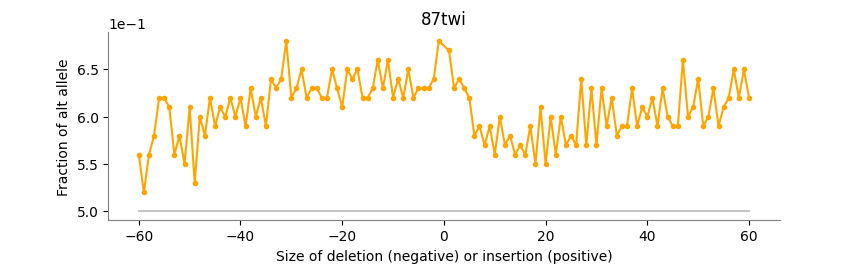 87twi
1e−1
Fraction of alt allele
6.5
6.0
5.5
5.0
−60
−40
−20
0
20
40
60
Size of deletion (negative) or insertion (positive)